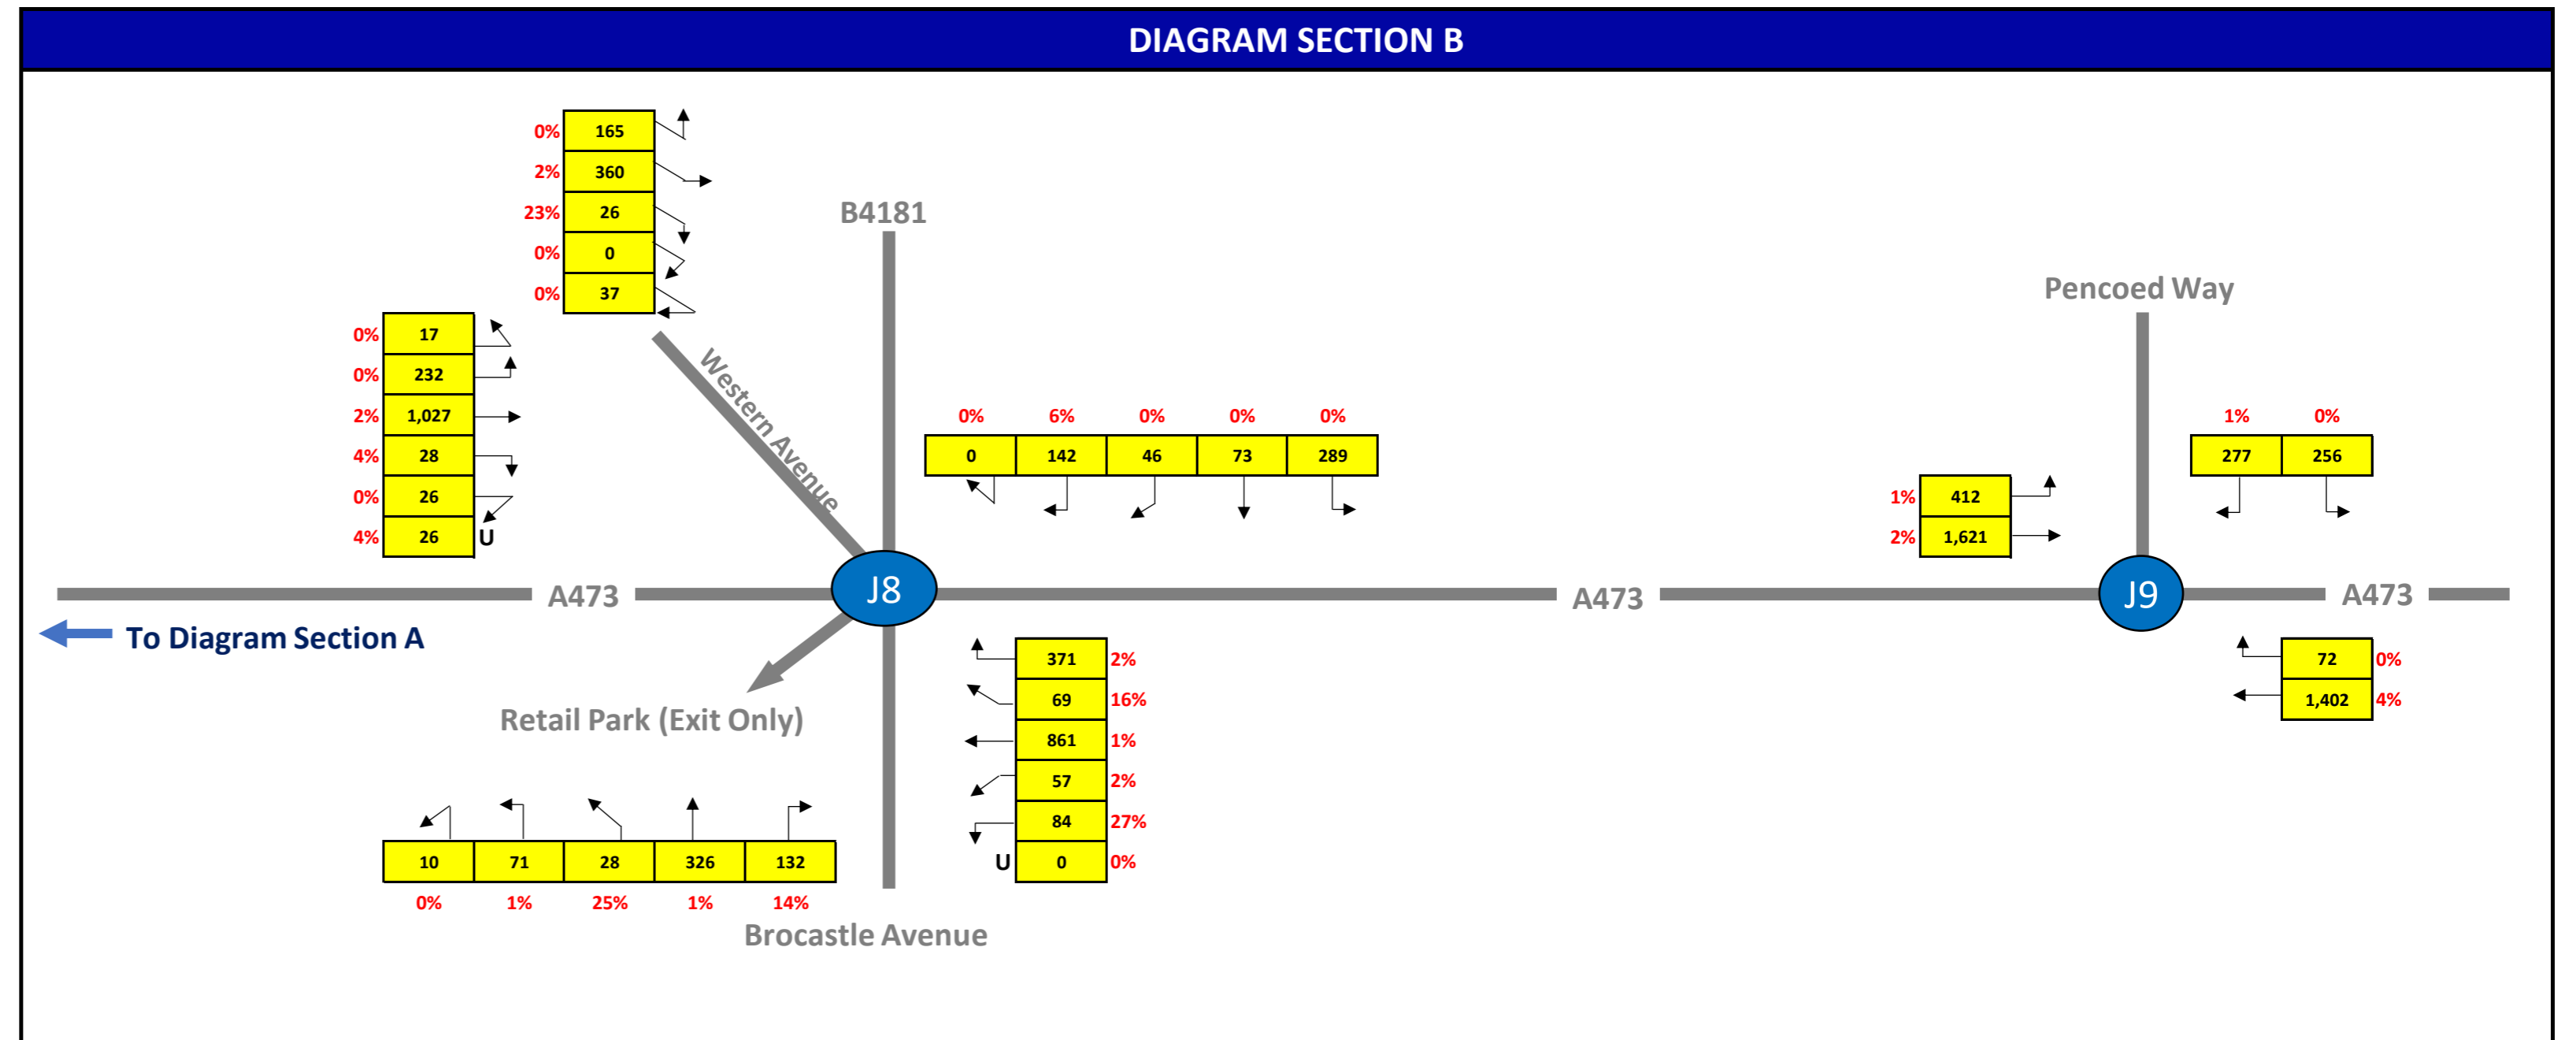 DIAGRAM SECTION B
0% 165
2% 360
23% 26
0% 0
0% 37
B4181
Pencoed Way
0% 17
0% 232
2% 1,027
4% 28
0% 26
4% 26 U
Western Avenue
0% 6% 0% 0% 0%
0 142 46 73 289
1% 412
2% 1,621
1% 0%
277 256
A473
J8
A473
J9
A473
To Diagram Section A
Retail Park (Exit Only)
371 2%
69 16%
861 1%
57 2%
84 27%
U 0 0%
72 0%
1,402 4%
10 71 28 326 132
0% 1% 25% 1% 14%
Brocastle Avenue